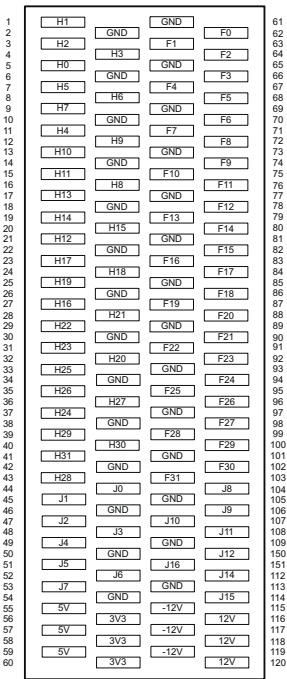 1 H1 GND 61
2 GND F0 62
3 H2 F1 63
4 H3 F2 64
5 H0 GND 65
6 GND F3 66
7 H5 F4 67
8 H6 F5 68
9 H7 GND 69
10 GND F6 70
11 H4 F7 71
12 H9 F8 72
13 H10 GND 73
14 GND F9 74
15 H11 F10 75
16 H8 F11 76
17 H13 GND 77
18 GND F12 78
19 H14 F13 79
20 H15 F14 80
21 H12 GND 81
22 GND F15 82
23 H17 F16 83
24 H18 F17 84
25 H19 GND 85
26 GND F18 86
27 H16 F19 87
28 H21 F20 88
29 H22 GND 89
30 GND F21 90
31 H23 F22 91
32 H20 F23 92
33 H25 GND 93
34 GND F24 94
35 H26 F25 95
36 H27 F26 96
37 H24 GND 97
38 GND F27 98
39 H29 F28 99
40 H30 F29 100
41 H31 GND 101
42 GND F30 102
43 H28 F31 103
44 J0 J8 104
45 J1 GND 105
46 GND J9 106
47 J2 J10 107
48 J3 J11 108
49 J4 GND 109
50 GND J12 150
51 J5 J16 151
52 J6 J14 112
53 J7 GND 113
54 GND J15 114
55 5V -12V 115
56 3V3 12V 116
57 5V -12V 117
58 3V3 12V 118
59 5V -12V 119
60 3V3 12V 120